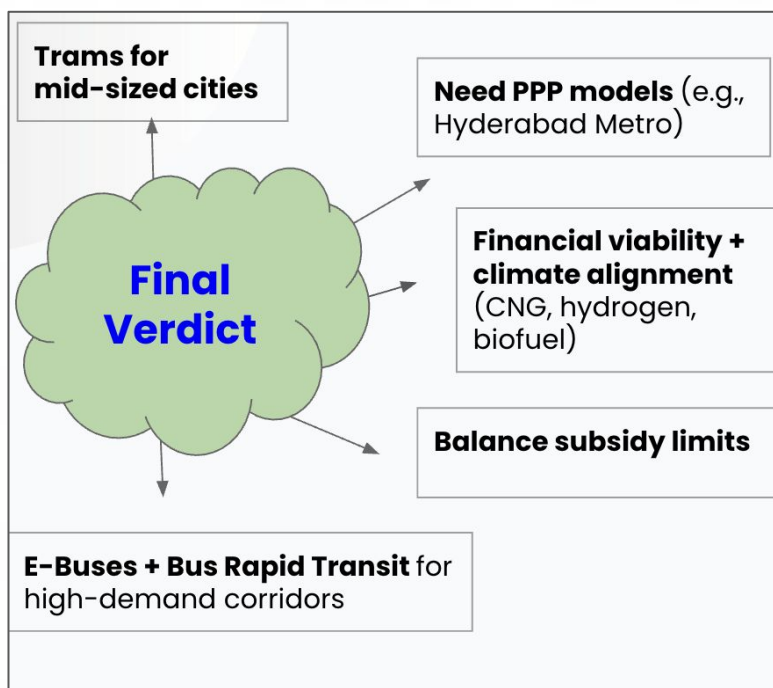 Trams for
mid-sized cities
Need PPP models (e.g.,
Hyderabad Metro)
Final
Verdict
Financial viability +
climate alignment
(CNG, hydrogen,
biofuel)
Balance subsidy limits
E-Buses + Bus Rapid Transit for
high-demand corridors